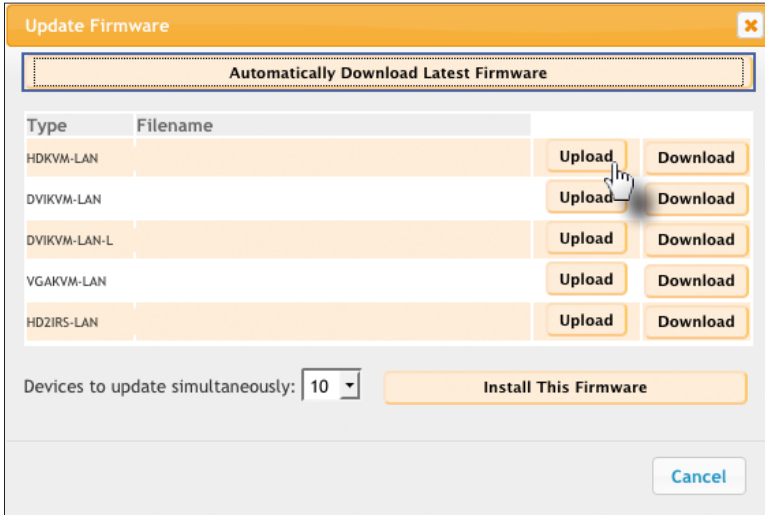 Update Firmware
Automatically Download Latest Firmware
Type Filename
HDKVM-LAN Upload Download
DVIKVM-LAN Upload Download
DVIKVM-LAN-L Upload Download
VGAKVM-LAN Upload Download
HD2IRS-LAN Upload Download
Devices to update simultaneously: 10 Install This Firmware
Cancel